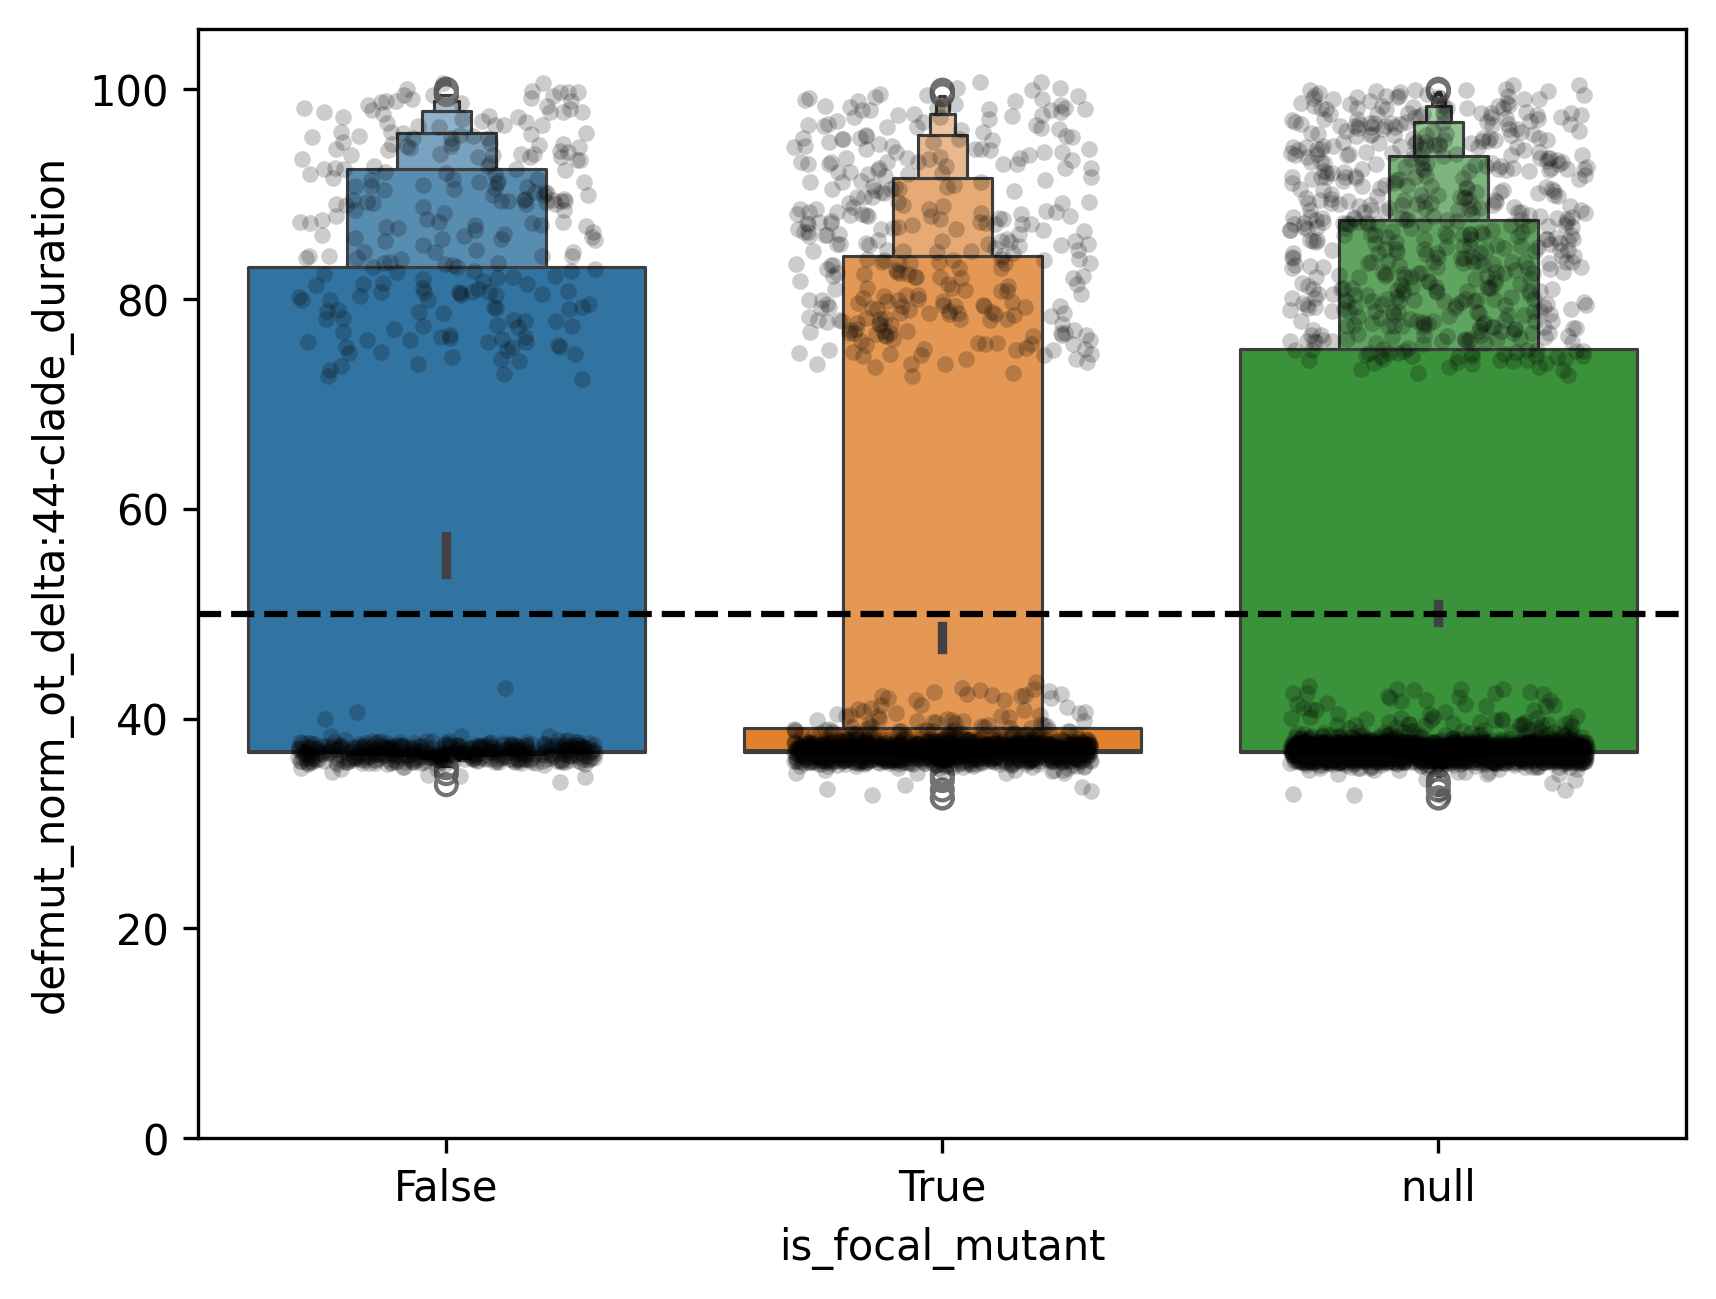 defmut_norm_ot_delta:44-clade_duration
100
80
60
40
20
0
False
True
null
is_focal_mutant